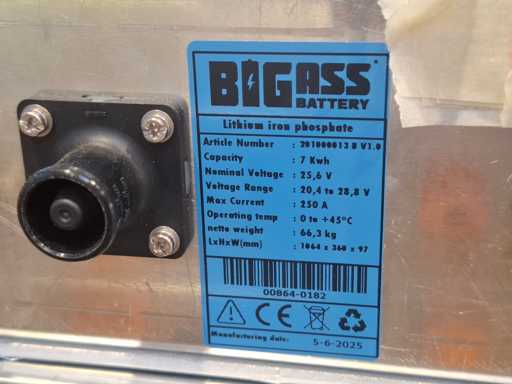 BIGASS
BATTERY
Lithium iron phosphate
Article Number : 201000013 B V1.0
Capacity : 7 Kwh
Nominal Voltage : 25,6 V
Voltage Range : 20,4 to 28,8 V
Max Current : 250 A
Operating temp : 0 to +45°C
netto weight : 66,3 kg
LxHxW(mm) : 1064 x 360 x 97
00864-0182
CE
Manufacturing date: 5-6-2025